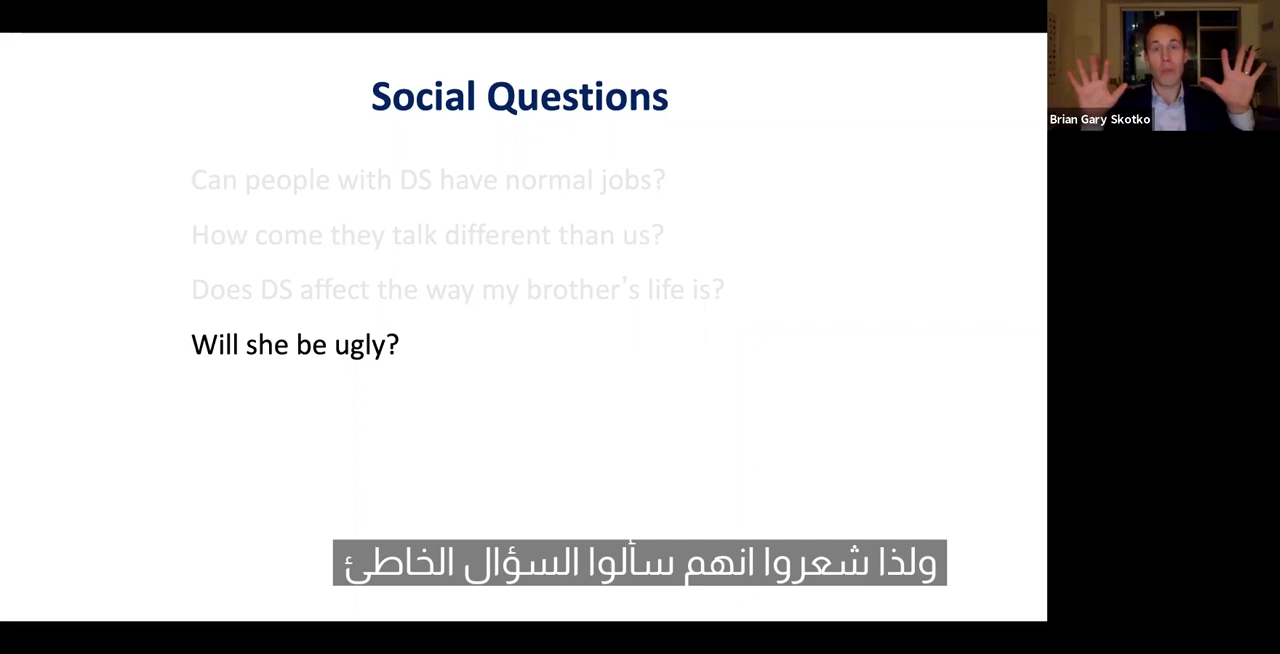 Social Questions
Can people with DS have normal jobs?
How come they talk different than us?
Does DS affect the way my brother’s life is?
Will she be ugly?
Brian Gary Skotko
ولذا شعروا انهم سألوا السؤال الخاطئ